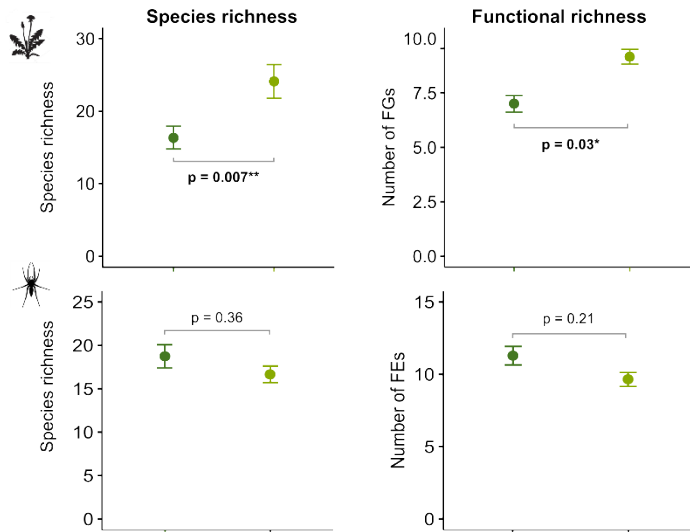 Species richness
Functional richness
Species richness
30
20
10
0
p = 0.007**
Number of FGs
10.0
7.5
5.0
2.5
0.0
p = 0.03*
Species richness
25
20
15
10
5
0
p = 0.36
Number of FEs
15
10
5
0
p = 0.21